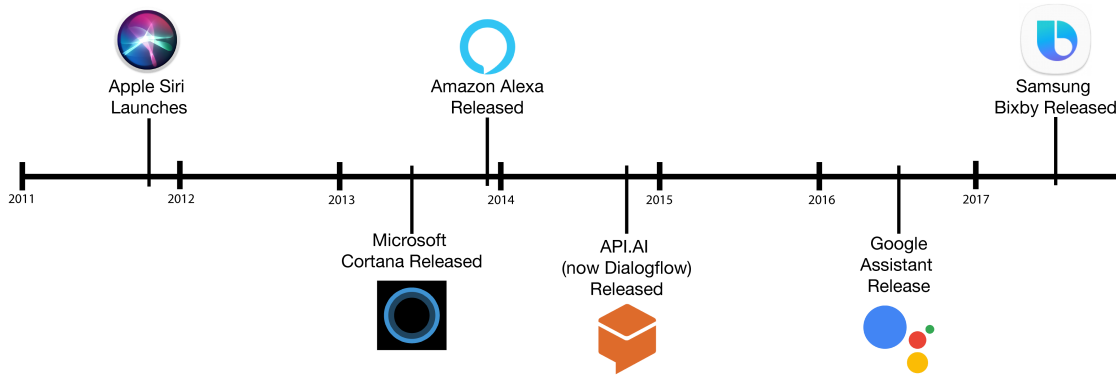 Apple Siri
Launches
Amazon Alexa
Released
Samsung
Bixby Released
2011
2012
2013
2014
2015
2016
2017
Microsoft
Cortana Released
API.AI
(now Dialogflow)
Released
Google
Assistant
Release